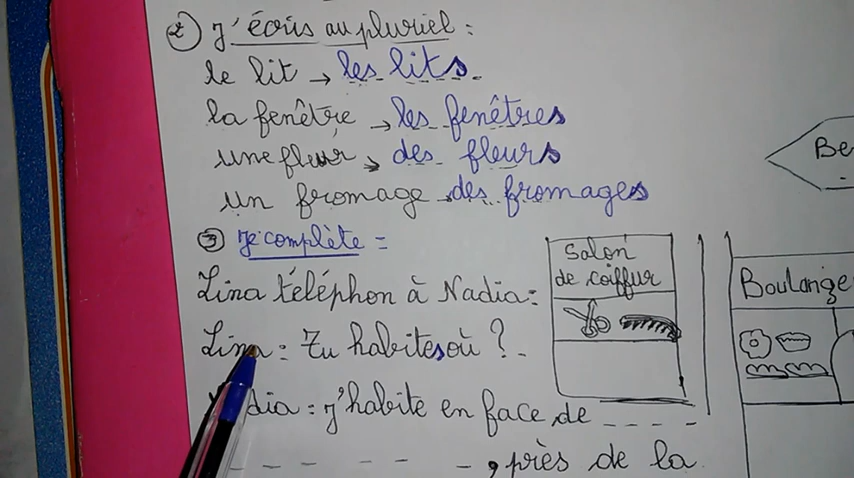 2 J'écris au pluriel :
le lit → les lits.
la fenêtre → les fenêtres
une fleur → des fleurs
un fromage → des fromages
3 Je complète :
Lina téléphon à Nadia :
Lina : Tu habites où ?
dia : J'habite en face de ----
---- , près de la
Salon
de coiffur
Boulange
Be